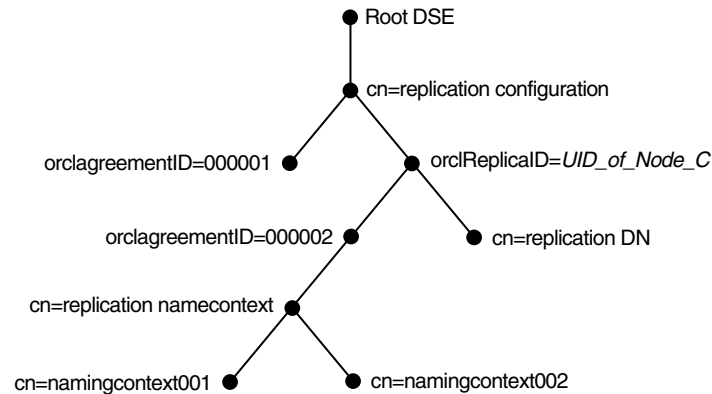 Root DSE
cn=replication configuration
orclagreementID=000001
orclReplicaID=UID_of_Node_C
orclagreementID=000002
cn=replication DN
cn=replication namecontext
cn=namingcontext001
cn=namingcontext002